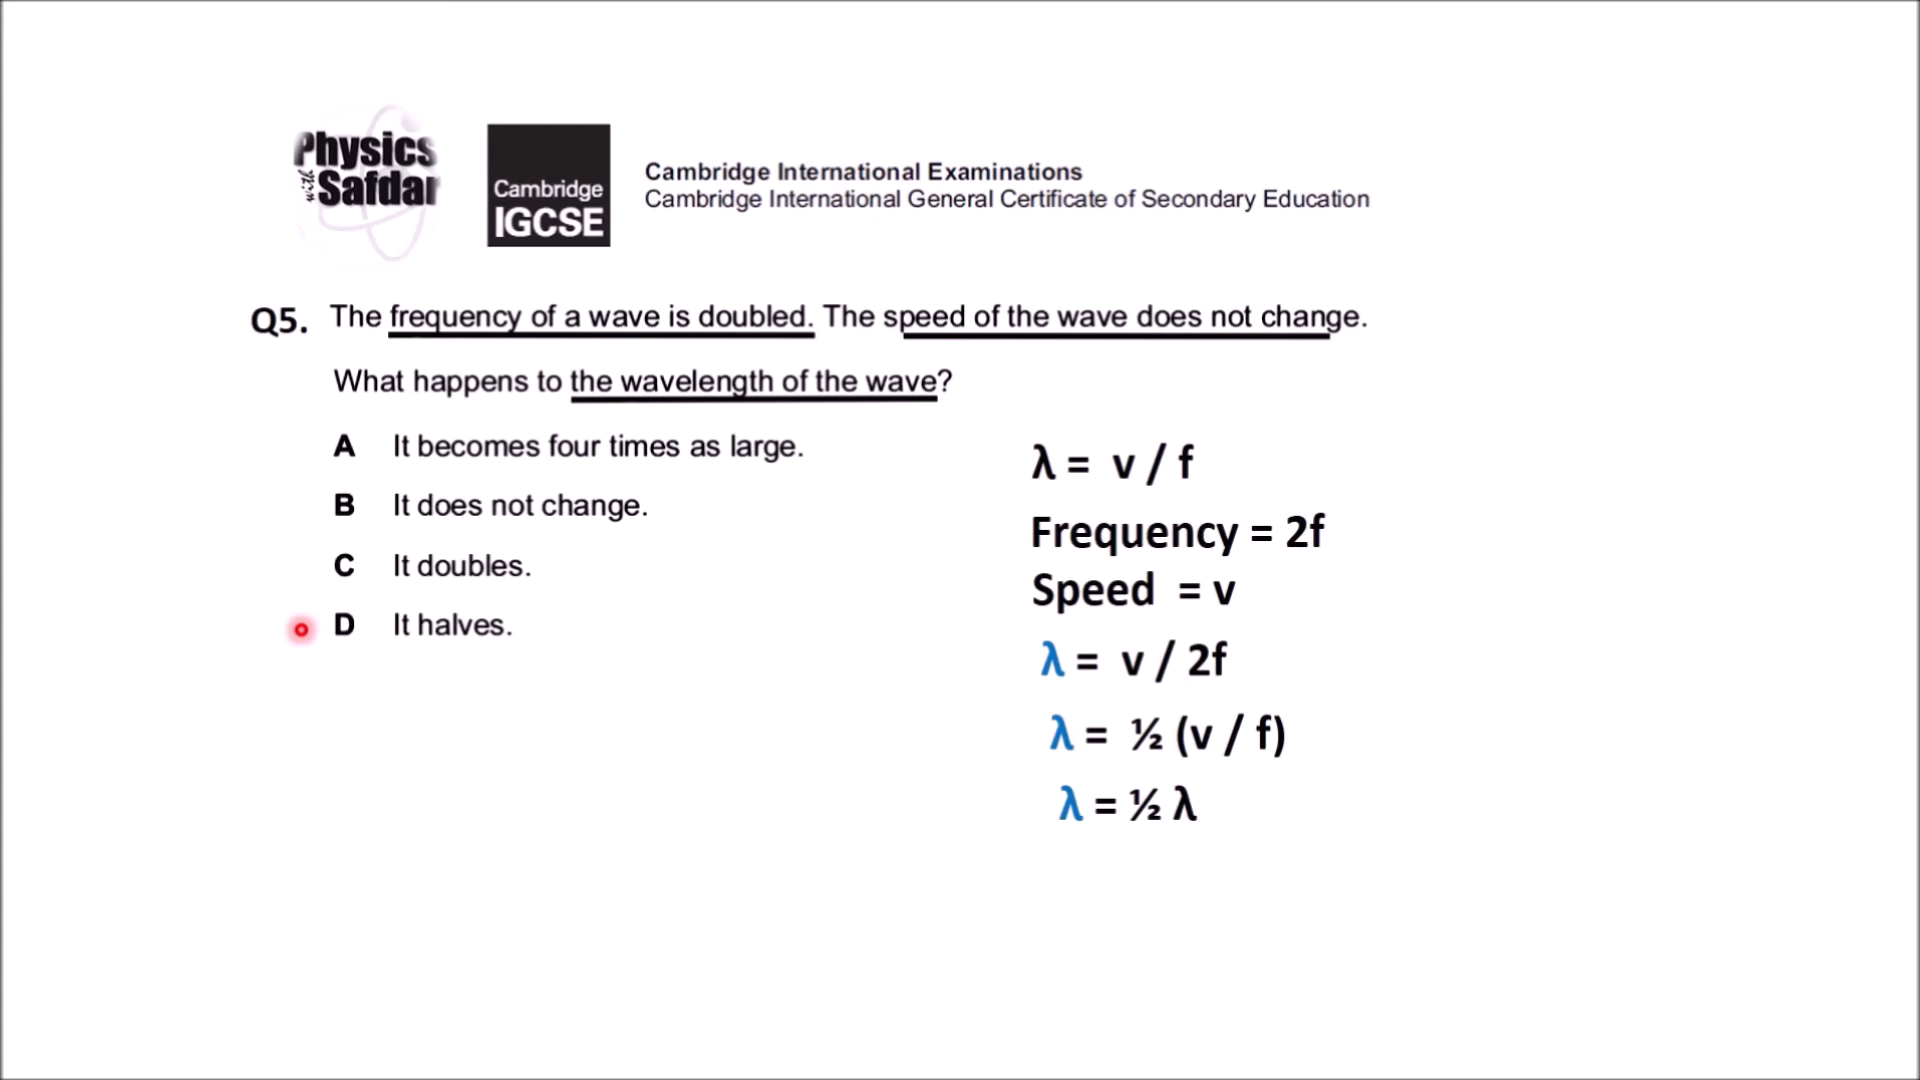 Physics
with Safdar
Cambridge
IGCSE
Cambridge International Examinations
Cambridge International General Certificate of Secondary Education
Q5. The frequency of a wave is doubled. The speed of the wave does not change.
What happens to the wavelength of the wave?
A It becomes four times as large.
B It does not change.
C It doubles.
D It halves.
λ = v / f
Frequency = 2f
Speed = v
λ = v / 2f
λ = ½ (v / f)
λ = ½ λ